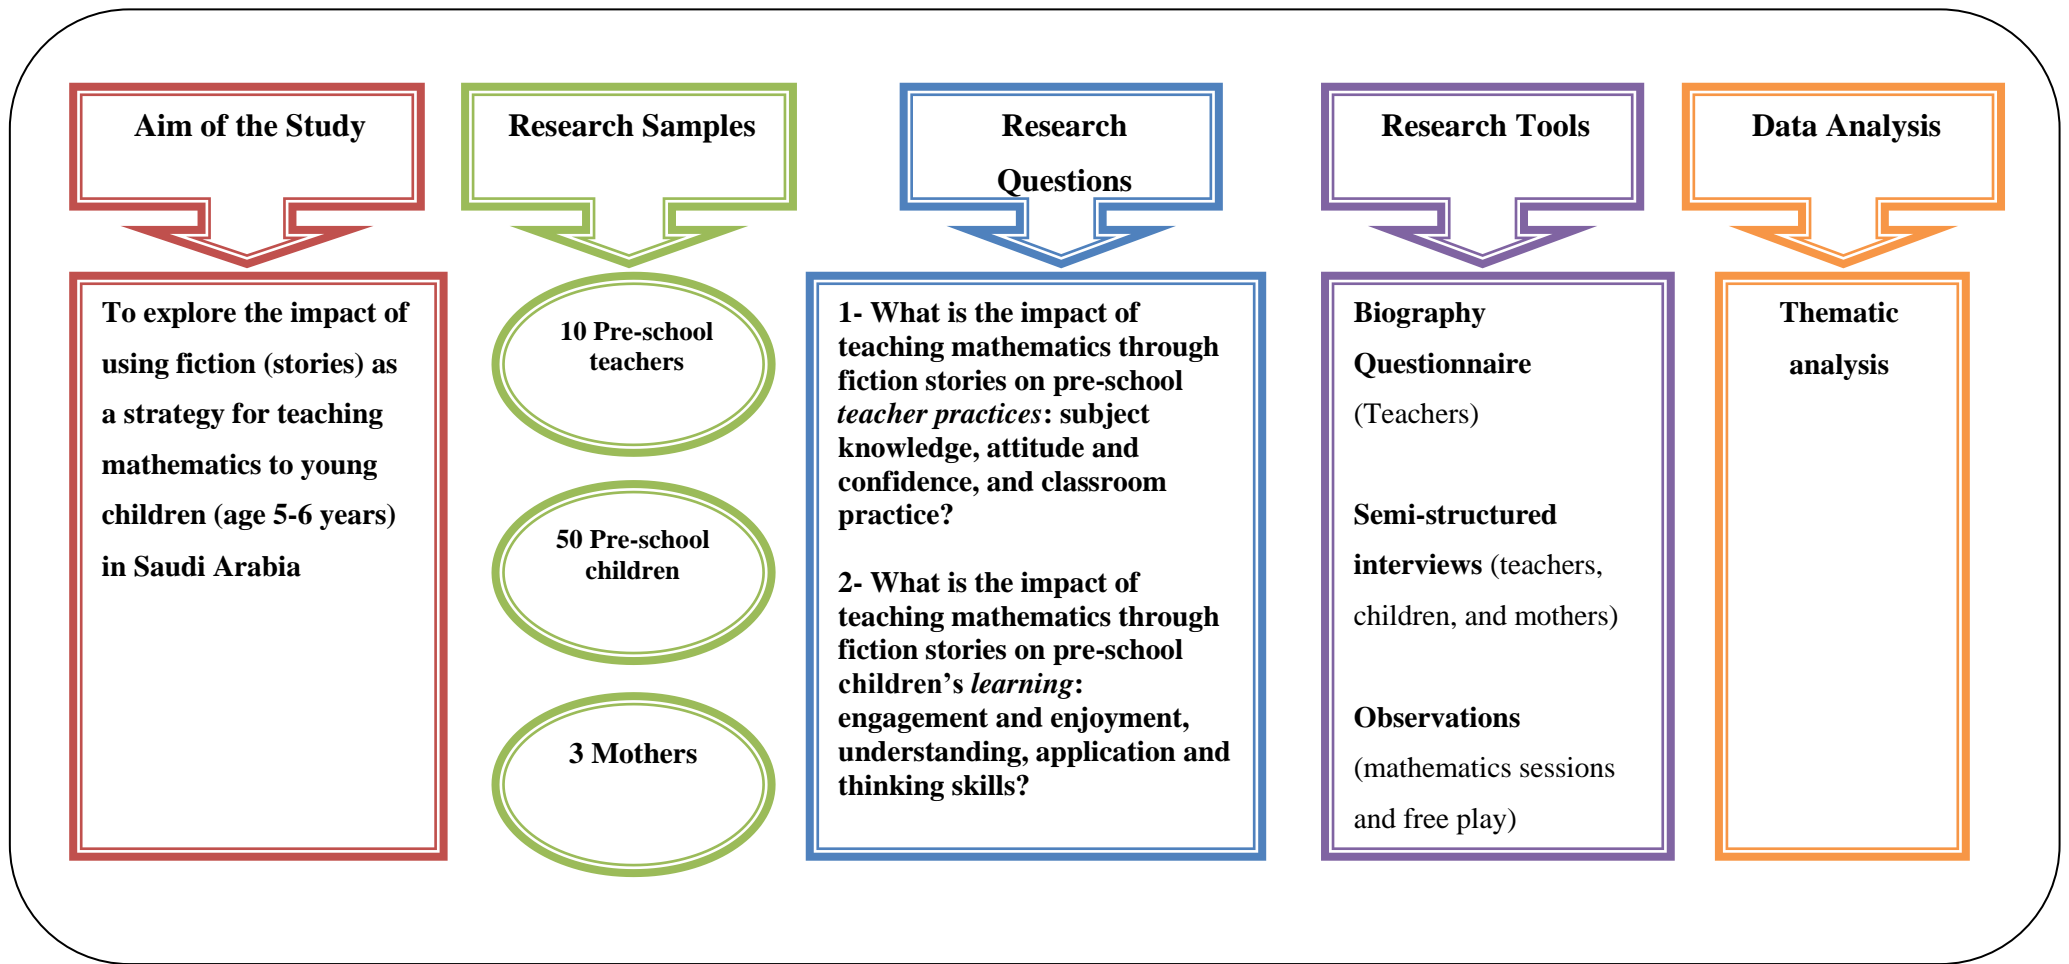 Aim of the Study
To explore the impact of
using fiction (stories) as
a strategy for teaching
mathematics to young
children (age 5-6 years)
in Saudi Arabia
Research Samples
10 Pre-school
teachers
50 Pre-school
children
3 Mothers
Research
Questions
1- What is the impact of
teaching mathematics through
fiction stories on pre-school
teacher practices: subject
knowledge, attitude and
confidence, and classroom
practice?
2- What is the impact of
teaching mathematics through
fiction stories on pre-school
children’s learning:
engagement and enjoyment,
understanding, application and
thinking skills?
Research Tools
Biography
Questionnaire
(Teachers)
Semi-structured
interviews (teachers,
children, and mothers)
Observations
(mathematics sessions
and free play)
Data Analysis
Thematic
analysis